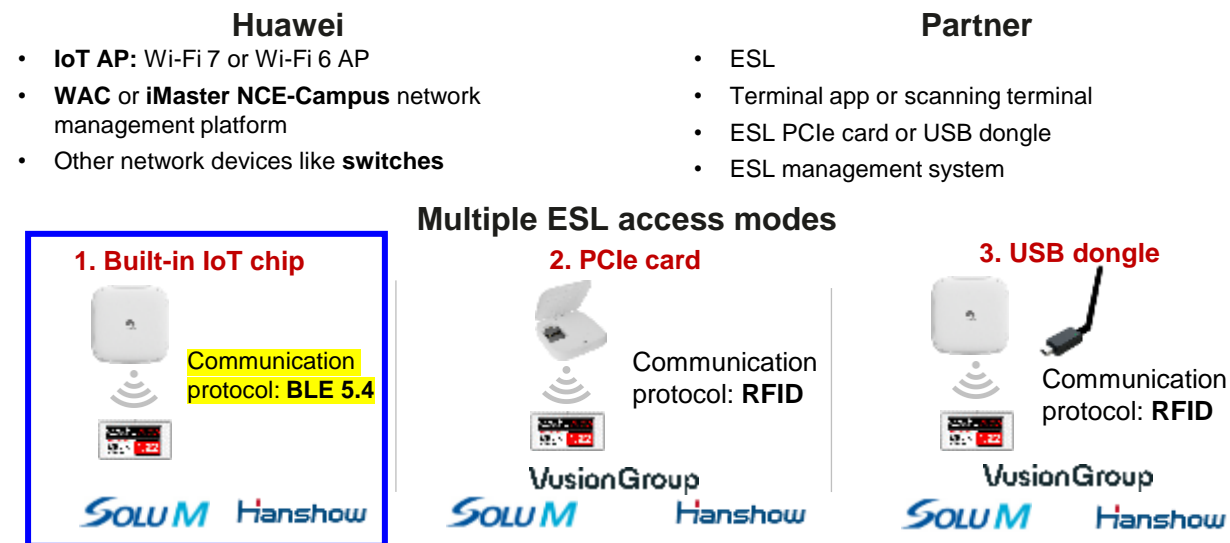 Huawei
• IoT AP: Wi-Fi 7 or Wi-Fi 6 AP
• WAC or iMaster NCE-Campus network
management platform
• Other network devices like switches
Partner
• ESL
• Terminal app or scanning terminal
• ESL PCIe card or USB dongle
• ESL management system
Multiple ESL access modes
1. Built-in IoT chip
Communication
protocol: BLE 5.4
SOLUM Hanshow
2. PCIe card
Communication
protocol: RFID
VusionGroup
SOLUM Hanshow
3. USB dongle
Communication
protocol: RFID
VusionGroup
SOLUM Hanshow